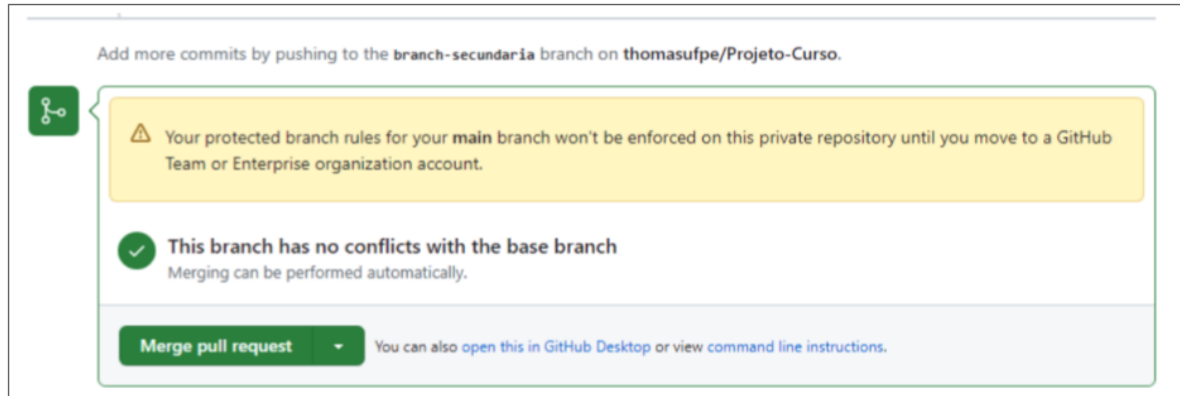 Add more commits by pushing to the branch-secundaria branch on thomasufpe/Projeto-Curso.
Your protected branch rules for your main branch won't be enforced on this private repository until you move to a GitHub
Team or Enterprise organization account.
This branch has no conflicts with the base branch
Merging can be performed automatically.
Merge pull request
You can also open this in GitHub Desktop or view command line instructions.